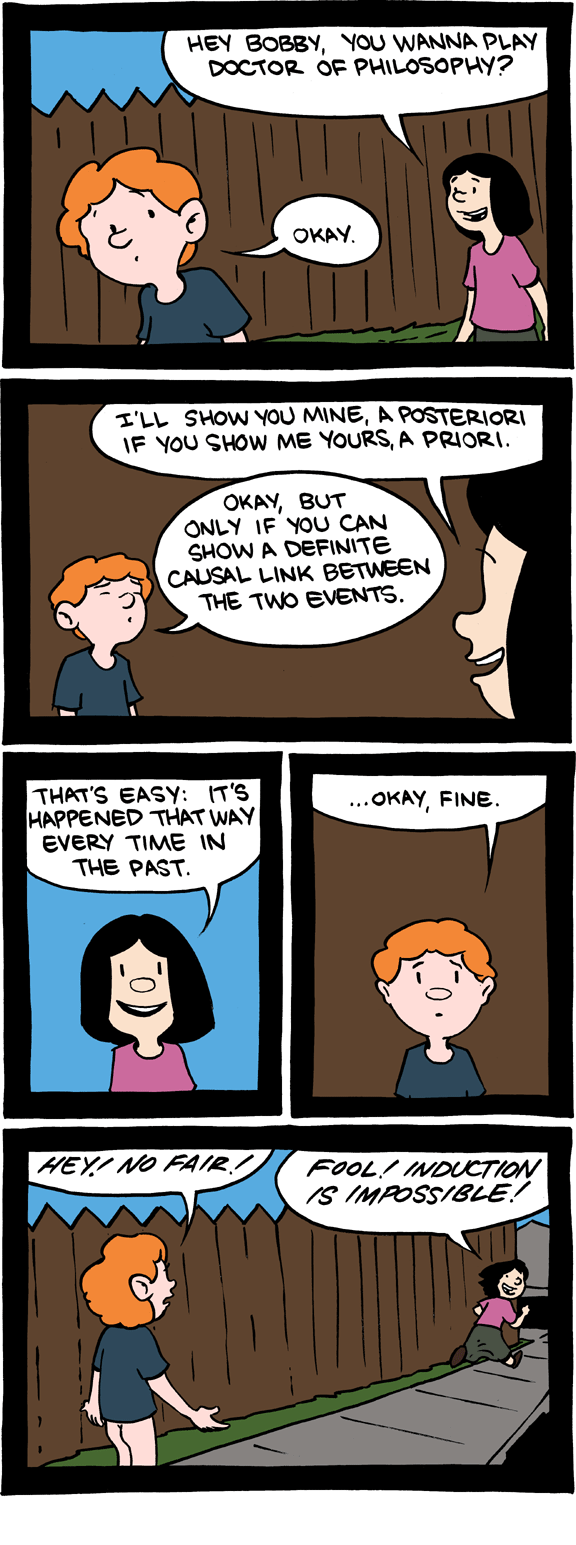 HEY BOBBY, YOU WANNA PLAY
DOCTOR OF PHILOSOPHY?
OKAY.
I'LL SHOW YOU MINE, A POSTERIORI
IF YOU SHOW ME YOURS, A PRIORI.
OKAY, BUT
ONLY IF YOU CAN
SHOW A DEFINITE
CAUSAL LINK BETWEEN
THE TWO EVENTS.
THAT'S EASY: IT'S
HAPPENED THAT WAY
EVERY TIME IN
THE PAST.
...OKAY, FINE.
HEY! NO FAIR!
FOOL! INDUCTION
IS IMPOSSIBLE!